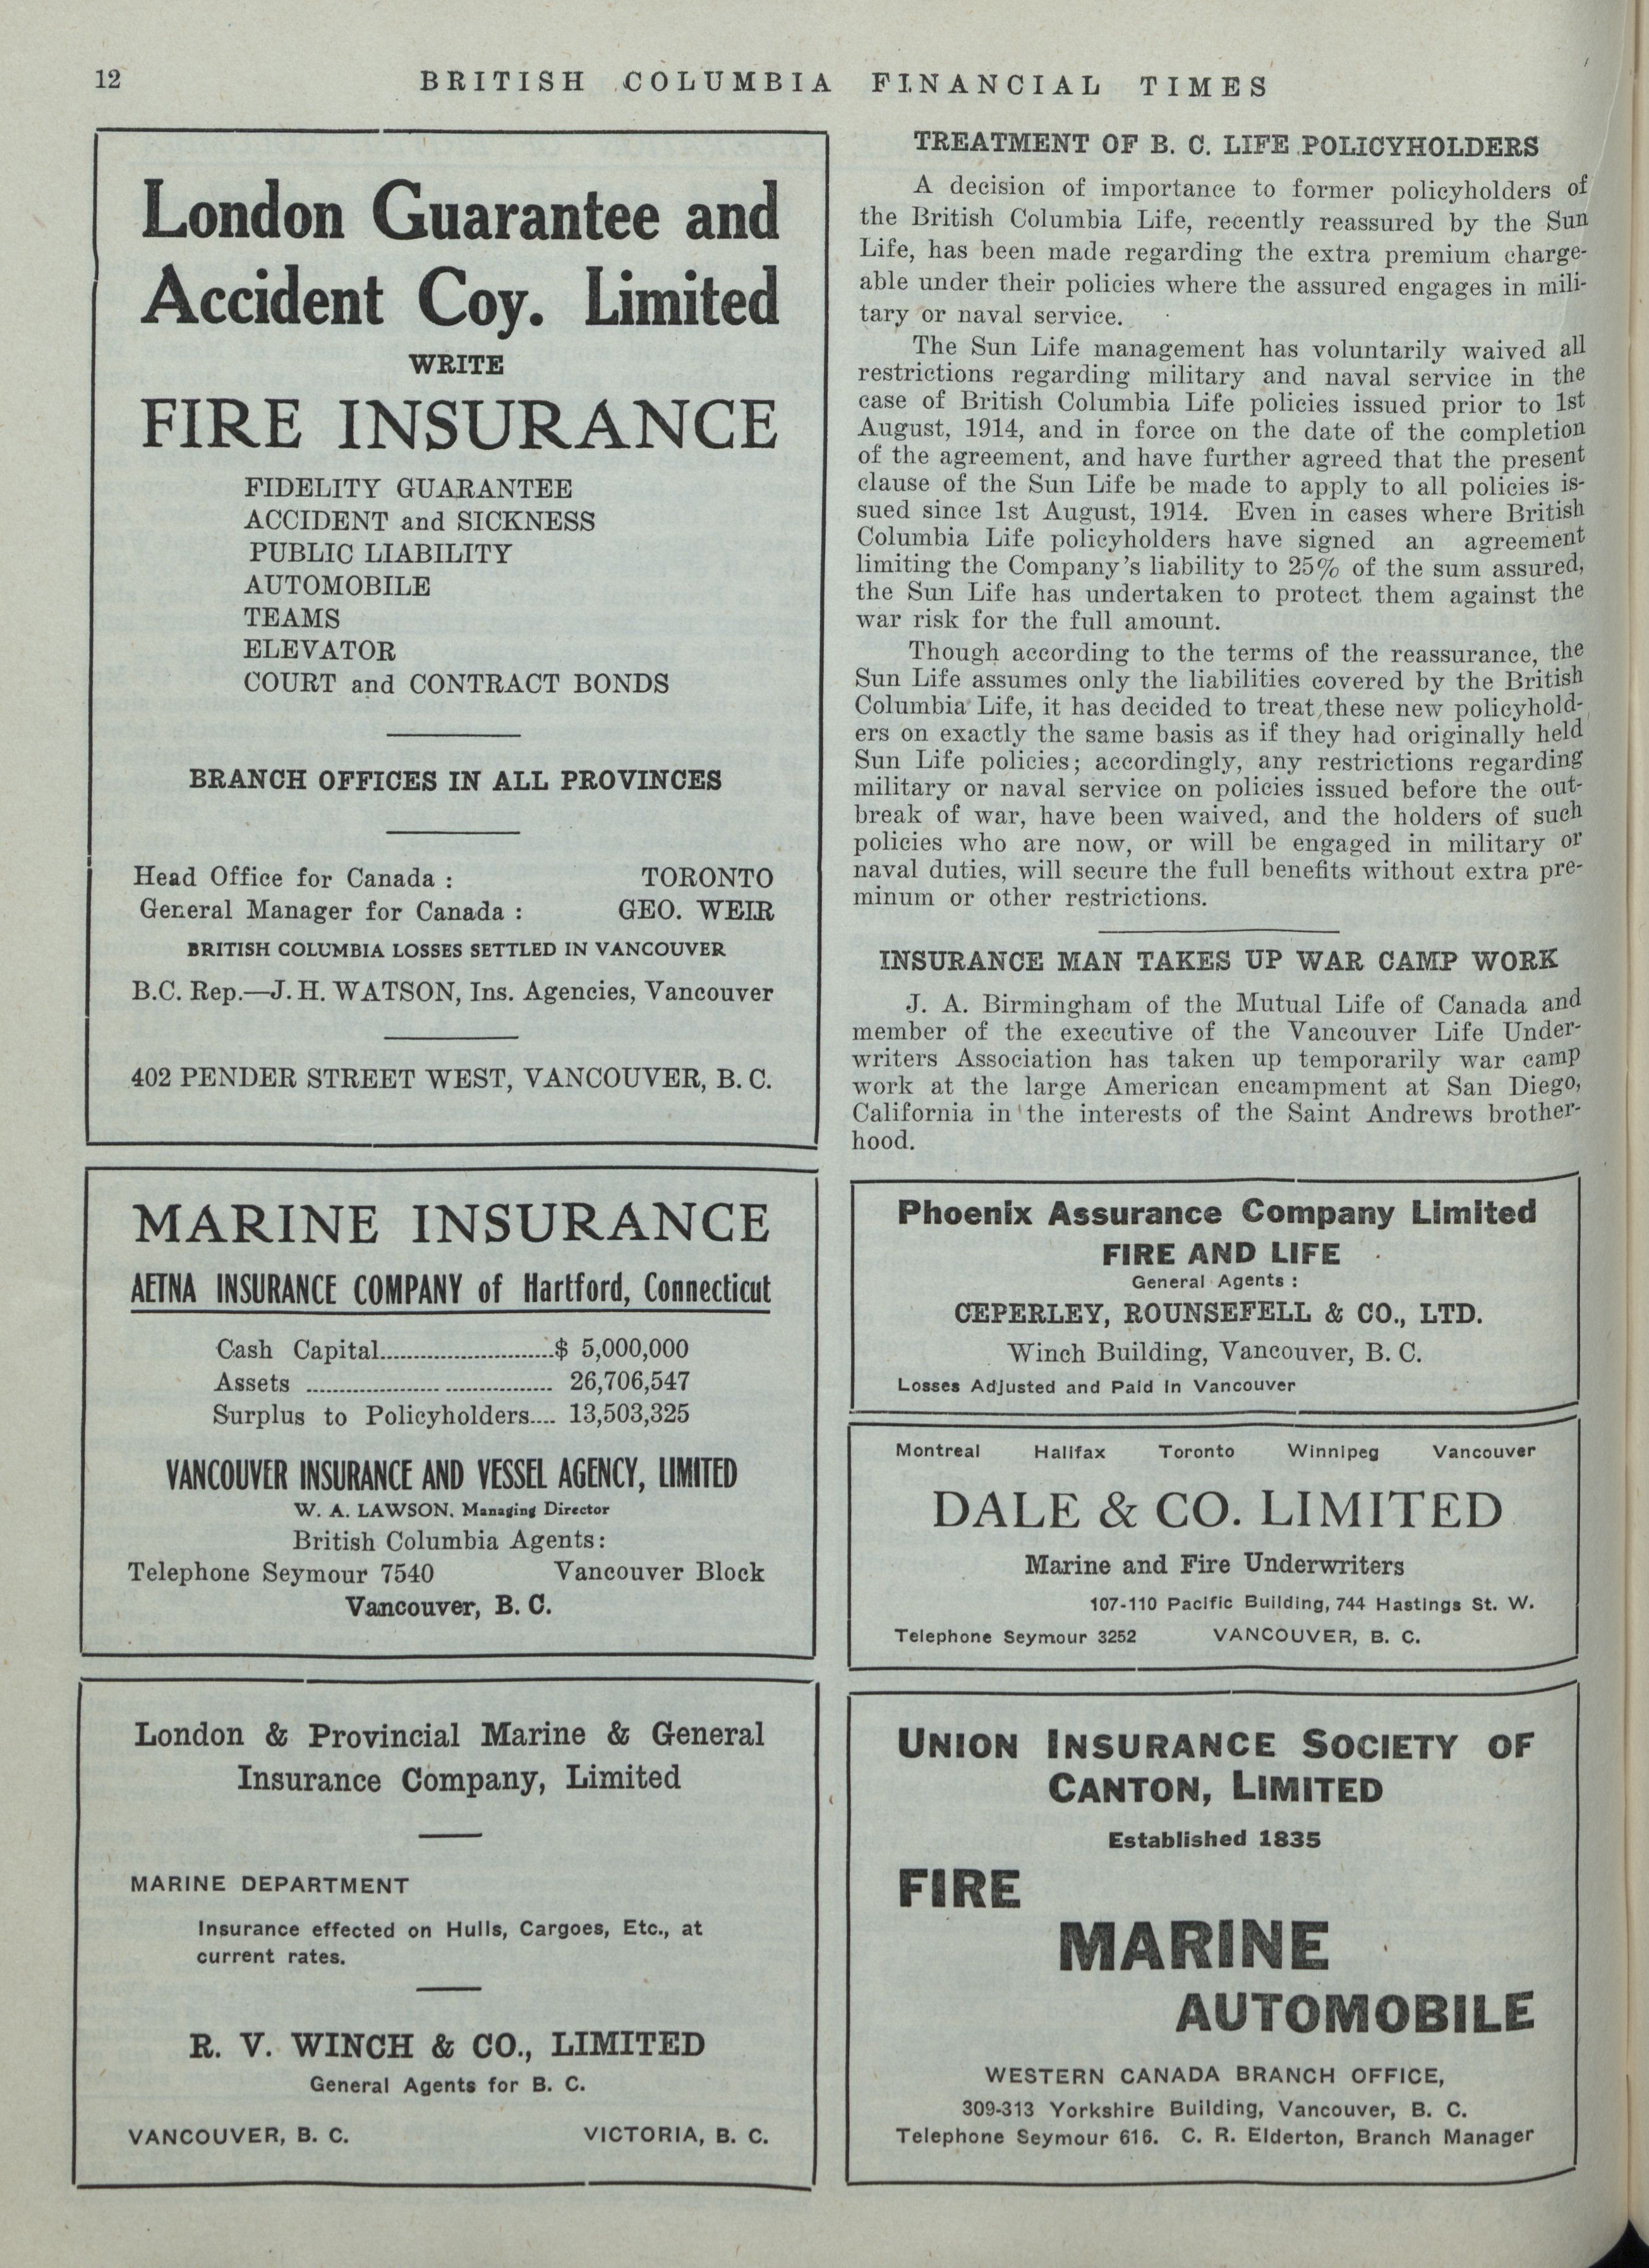 12
BRITISH COLUMBIA FINANCIAL TIMES
London Guarantee and
Accident Coy. Limited
WRITE
FIRE INSURANCE
FIDELITY GUARANTEE
ACCIDENT and SICKNESS
PUBLIC LIABILITY
AUTOMOBILE
TEAMS
ELEVATOR
COURT and CONTRACT BONDS
BRANCH OFFICES IN ALL PROVINCES
Head Office for Canada : TORONTO
General Manager for Canada : GEO. WEIR
BRITISH COLUMBIA LOSSES SETTLED IN VANCOUVER
B.C. Rep.—J. H. WATSON, Ins. Agencies, Vancouver
402 PENDER STREET WEST, VANCOUVER, B. C.
MARINE INSURANCE
AETNA INSURANCE COMPANY of Hartford, Connecticut
Cash Capital..........................$ 5,000,000
Assets .................... ................ 26,706,547
Surplus to Policyholders.... 13,503,325
VANCOUVER INSURANCE AND VESSEL AGENCY, LIMITED
W. A. LAWSON. Managing Director
British Columbia Agents:
Telephone Seymour 7540 Vancouver Block
Vancouver, B. C.
London & Provincial Marine & General
Insurance Company, Limited
MARINE DEPARTMENT
Insurance effected on Hulls, Cargoes, Etc., at
current rates.
R. V. WINCH & CO., LIMITED
General Agents for B. C.
VANCOUVER, B. C. VICTORIA, B. C.
TREATMENT OF B. C. LIFE POLICYHOLDERS
A decision of importance to former policyholders of
the British Columbia Life, recently reassured by the Sun
Life, has been made regarding the extra premium charge-
able under their policies where the assured engages in mili-
tary or naval service.
The Sun Life management has voluntarily waived all
restrictions regarding military and naval service in the
case of British Columbia Life policies issued prior to 1st
August, 1914, and in force on the date of the completion
of the agreement, and have further agreed that the present
clause of the Sun Life be made to apply to all policies is-
sued since 1st August, 1914. Even in cases where British
Columbia Life policyholders have signed an agreement
limiting the Company's liability to 25% of the sum assured,
the Sun Life has undertaken to protect them against the
war risk for the full amount.
Though according to the terms of the reassurance, the
Sun Life assumes only the liabilities covered by the British
Columbia Life, it has decided to treat these new policyhold-
ers on exactly the same basis as if they had originally held
Sun Life policies; accordingly, any restrictions regarding
military or naval service on policies issued before the out-
break of war, have been waived, and the holders of such
policies who are now, or will be engaged in military or
naval duties, will secure the full benefits without extra pre-
minum or other restrictions.
INSURANCE MAN TAKES UP WAR CAMP WORK
J. A. Birmingham of the Mutual Life of Canada and
member of the executive of the Vancouver Life Under-
writers Association has taken up temporarily war camp
work at the large American encampment at San Diego,
California in the interests of the Saint Andrews brother-
hood.
Phoenix Assurance Company Limited
FIRE AND LIFE
General Agents :
CEPERLEY, ROUNSEFELL & CO., LTD.
Winch Building, Vancouver, B. C.
Losses Adjusted and Paid in Vancouver
Montreal Halifax Toronto Winnipeg Vancouver
DALE & CO. LIMITED
Marine and Fire Underwriters
107-110 Pacific Building, 744 Hastings St. W.
Telephone Seymour 3252 VANCOUVER, B. C.
UNION INSURANCE SOCIETY OF
CANTON, LIMITED
Established 1835
FIRE
MARINE
AUTOMOBILE
WESTERN CANADA BRANCH OFFICE,
309-313 Yorkshire Building, Vancouver, B. C.
Telephone Seymour 616. C. R. Elderton, Branch Manager